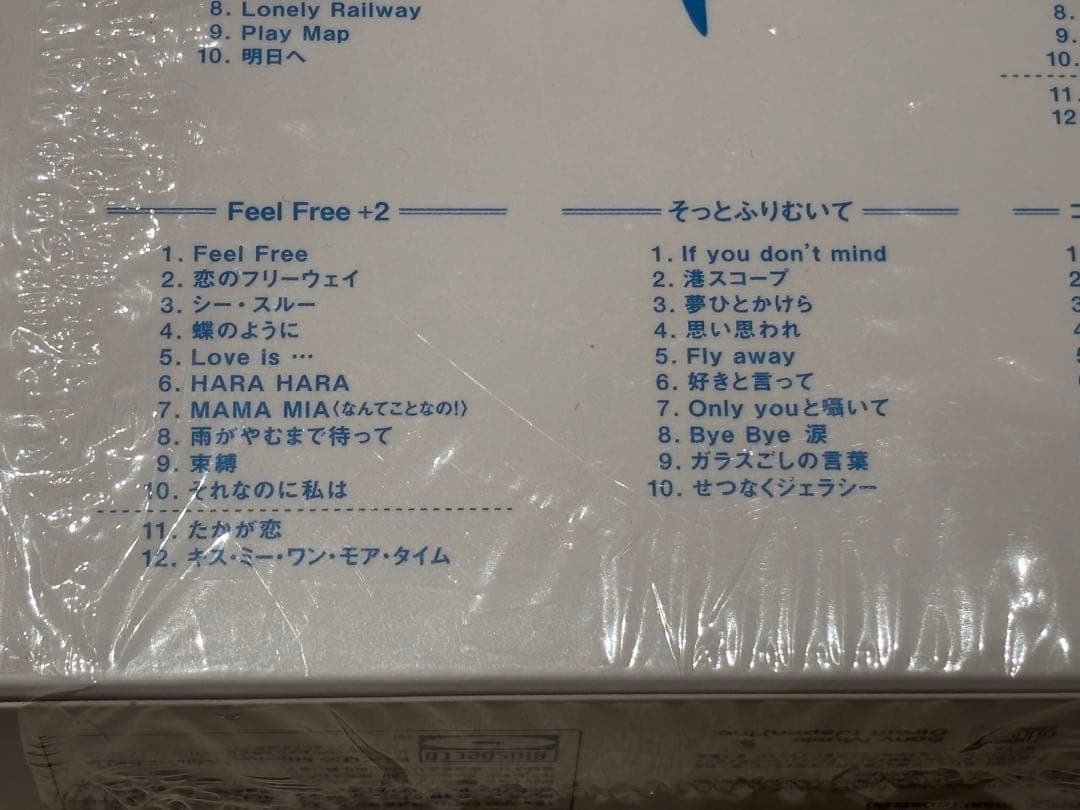 8. Lonely Railway
9. Play Map
10. 明日へ
8.
9.
10.
11.
12
Feel Free +2
1. Feel Free
2. 恋のフリーウェイ
3. シー・スルー
4. 蝶のように
5. Love is …
6. HARA HARA
7. MAMA MIA〈なんてことなの!〉
8. 雨がやむまで待って
9. 束縛
10. それなのに私は
11. たかが恋
12. キス・ミー・ワン・モア・タイム
そっとふりむいて
1. If you don't mind
2. 港スコープ
3. 夢ひとかけら
4. 思い思われ
5. Fly away
6. 好きと言って
7. Only youと囁いて
8. Bye Bye 涙
9. ガラスごしの言葉
10. せつなくジェラシー